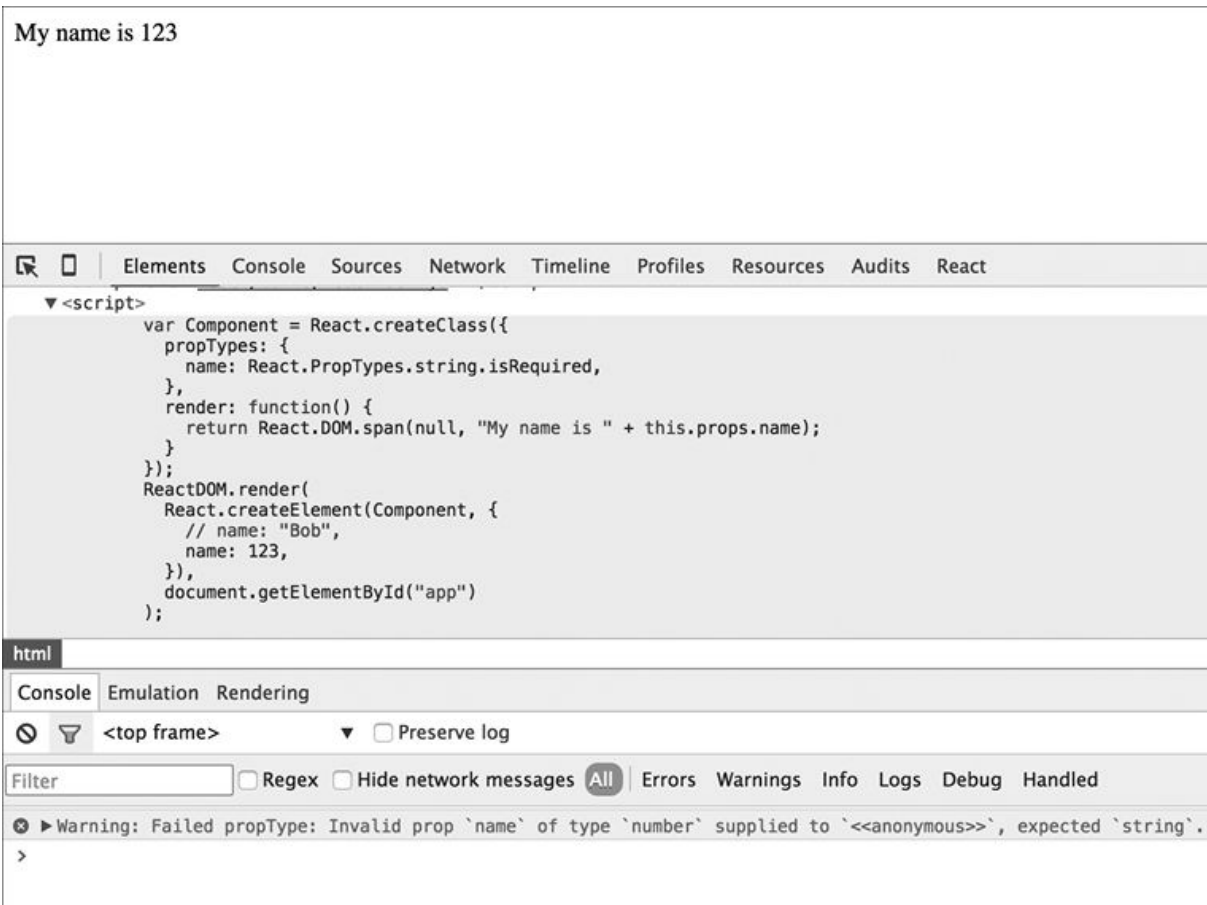 My name is 123
Elements Console Sources Network Timeline Profiles Resources Audits React
▼<script>
var Component = React.createClass({
propTypes: {
name: React.PropTypes.string.isRequired,
},
render: function() {
return React.DOM.span(null, "My name is " + this.props.name);
}
});
ReactDOM.render(
React.createElement(Component, {
// name: "Bob",
name: 123,
}),
document.getElementById("app")
);
html
Console Emulation Rendering
<top frame> ▼ Preserve log
Filter Regex Hide network messages All Errors Warnings Info Logs Debug Handled
▶Warning: Failed propType: Invalid prop `name` of type `number` supplied to `<<anonymous>>`, expected `string`.
>